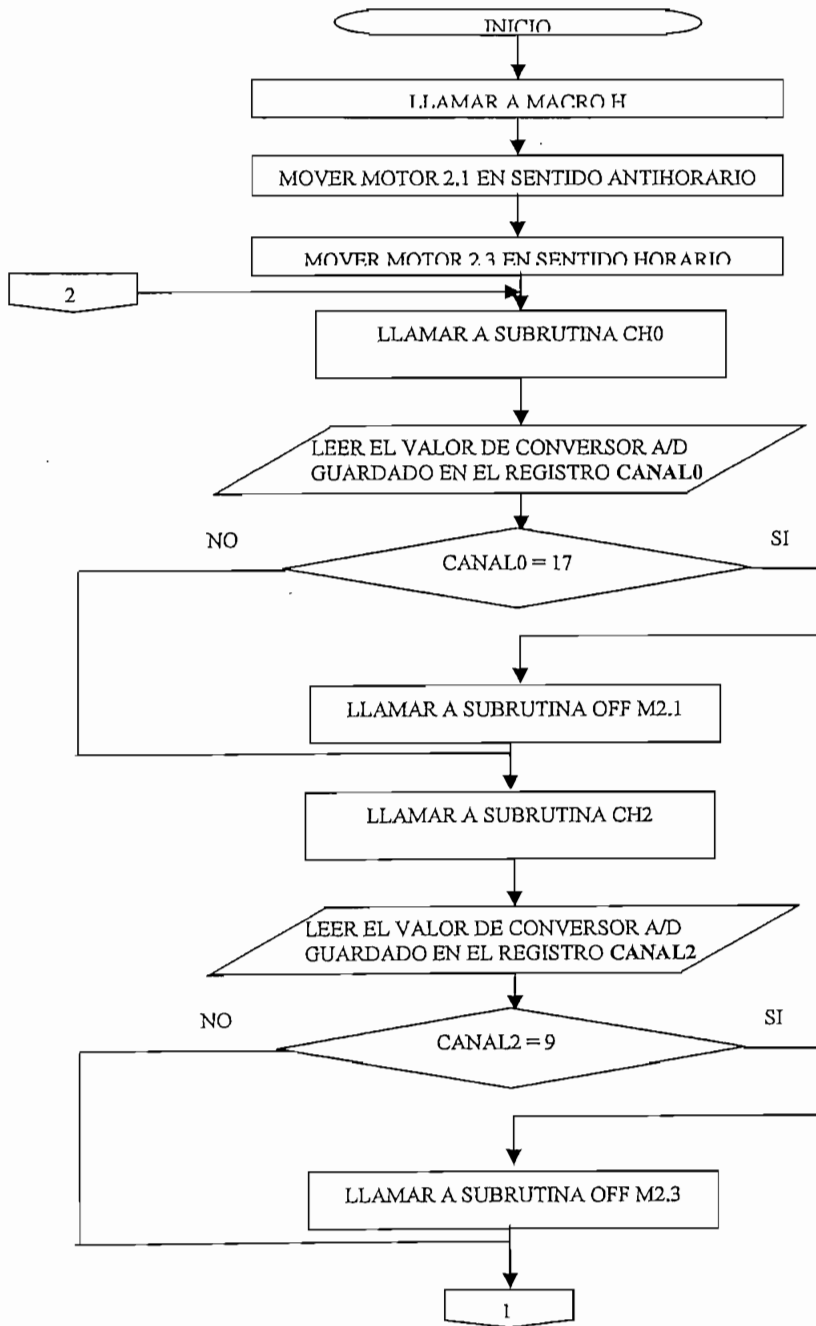 INICIO
LLAMAR A MACRO H
MOVER MOTOR 2.1 EN SENTIDO ANTIHORARIO
MOVER MOTOR 2.3 EN SENTIDO HORARIO
2
LLAMAR A SUBRUTINA CH0
LEER EL VALOR DE CONVERSOR A/D
GUARDADO EN EL REGISTRO CANAL0
NO
SI
CANAL0 = 17
LLAMAR A SUBRUTINA OFF M2.1
LLAMAR A SUBRUTINA CH2
LEER EL VALOR DE CONVERSOR A/D
GUARDADO EN EL REGISTRO CANAL2
NO
SI
CANAL2 = 9
LLAMAR A SUBRUTINA OFF M2.3
1